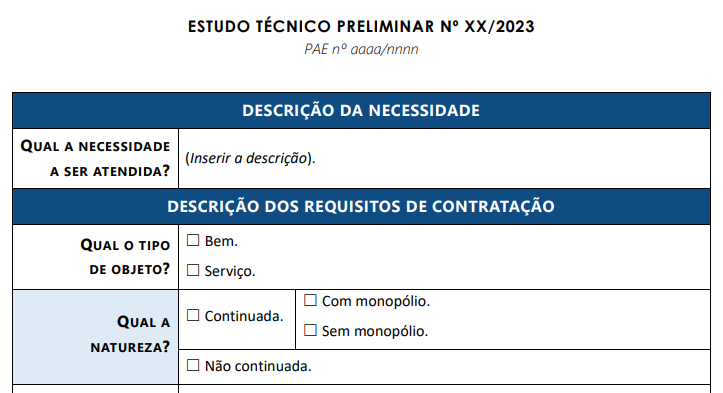 ESTUDO TÉCNICO PRELIMINAR Nº XX/2023
PAE nº aaaa/nnnn
DESCRIÇÃO DA NECESSIDADE
QUAL A NECESSIDADE
A SER ATENDIDA?
(Inserir a descrição).
DESCRIÇÃO DOS REQUISITOS DE CONTRATAÇÃO
QUAL O TIPO
DE OBJETO?
☐ Bem.
☐ Serviço.
QUAL A
NATUREZA?
☐ Continuada.
☐ Com monopólio.
☐ Sem monopólio.
☐ Não continuada.